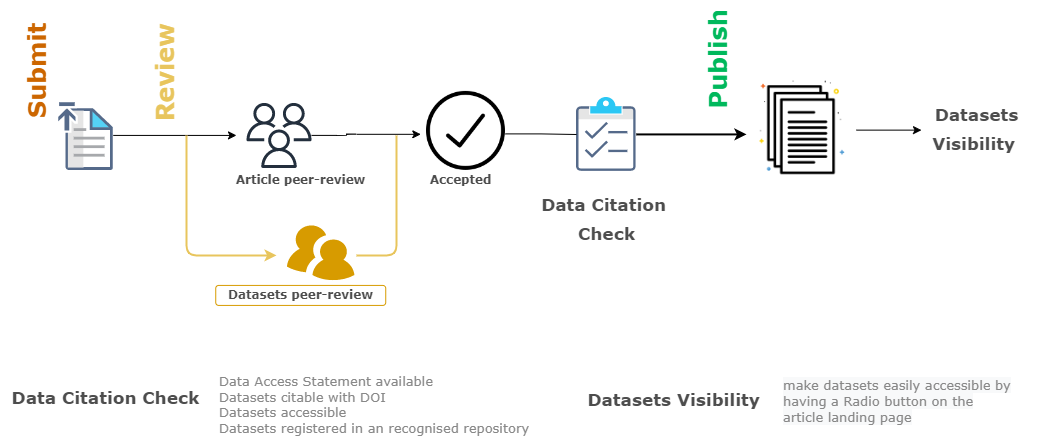 Submit
Review
Publish
Article peer-review
Accepted
Data Citation
Check
Datasets
Visibility
Datasets peer-review
Data Citation Check
Data Access Statement available
Datasets citable with DOI
Datasets accessible
Datasets registered in an recognised repository
Datasets Visibility
make datasets easily accessible by
having a Radio button on the
article landing page